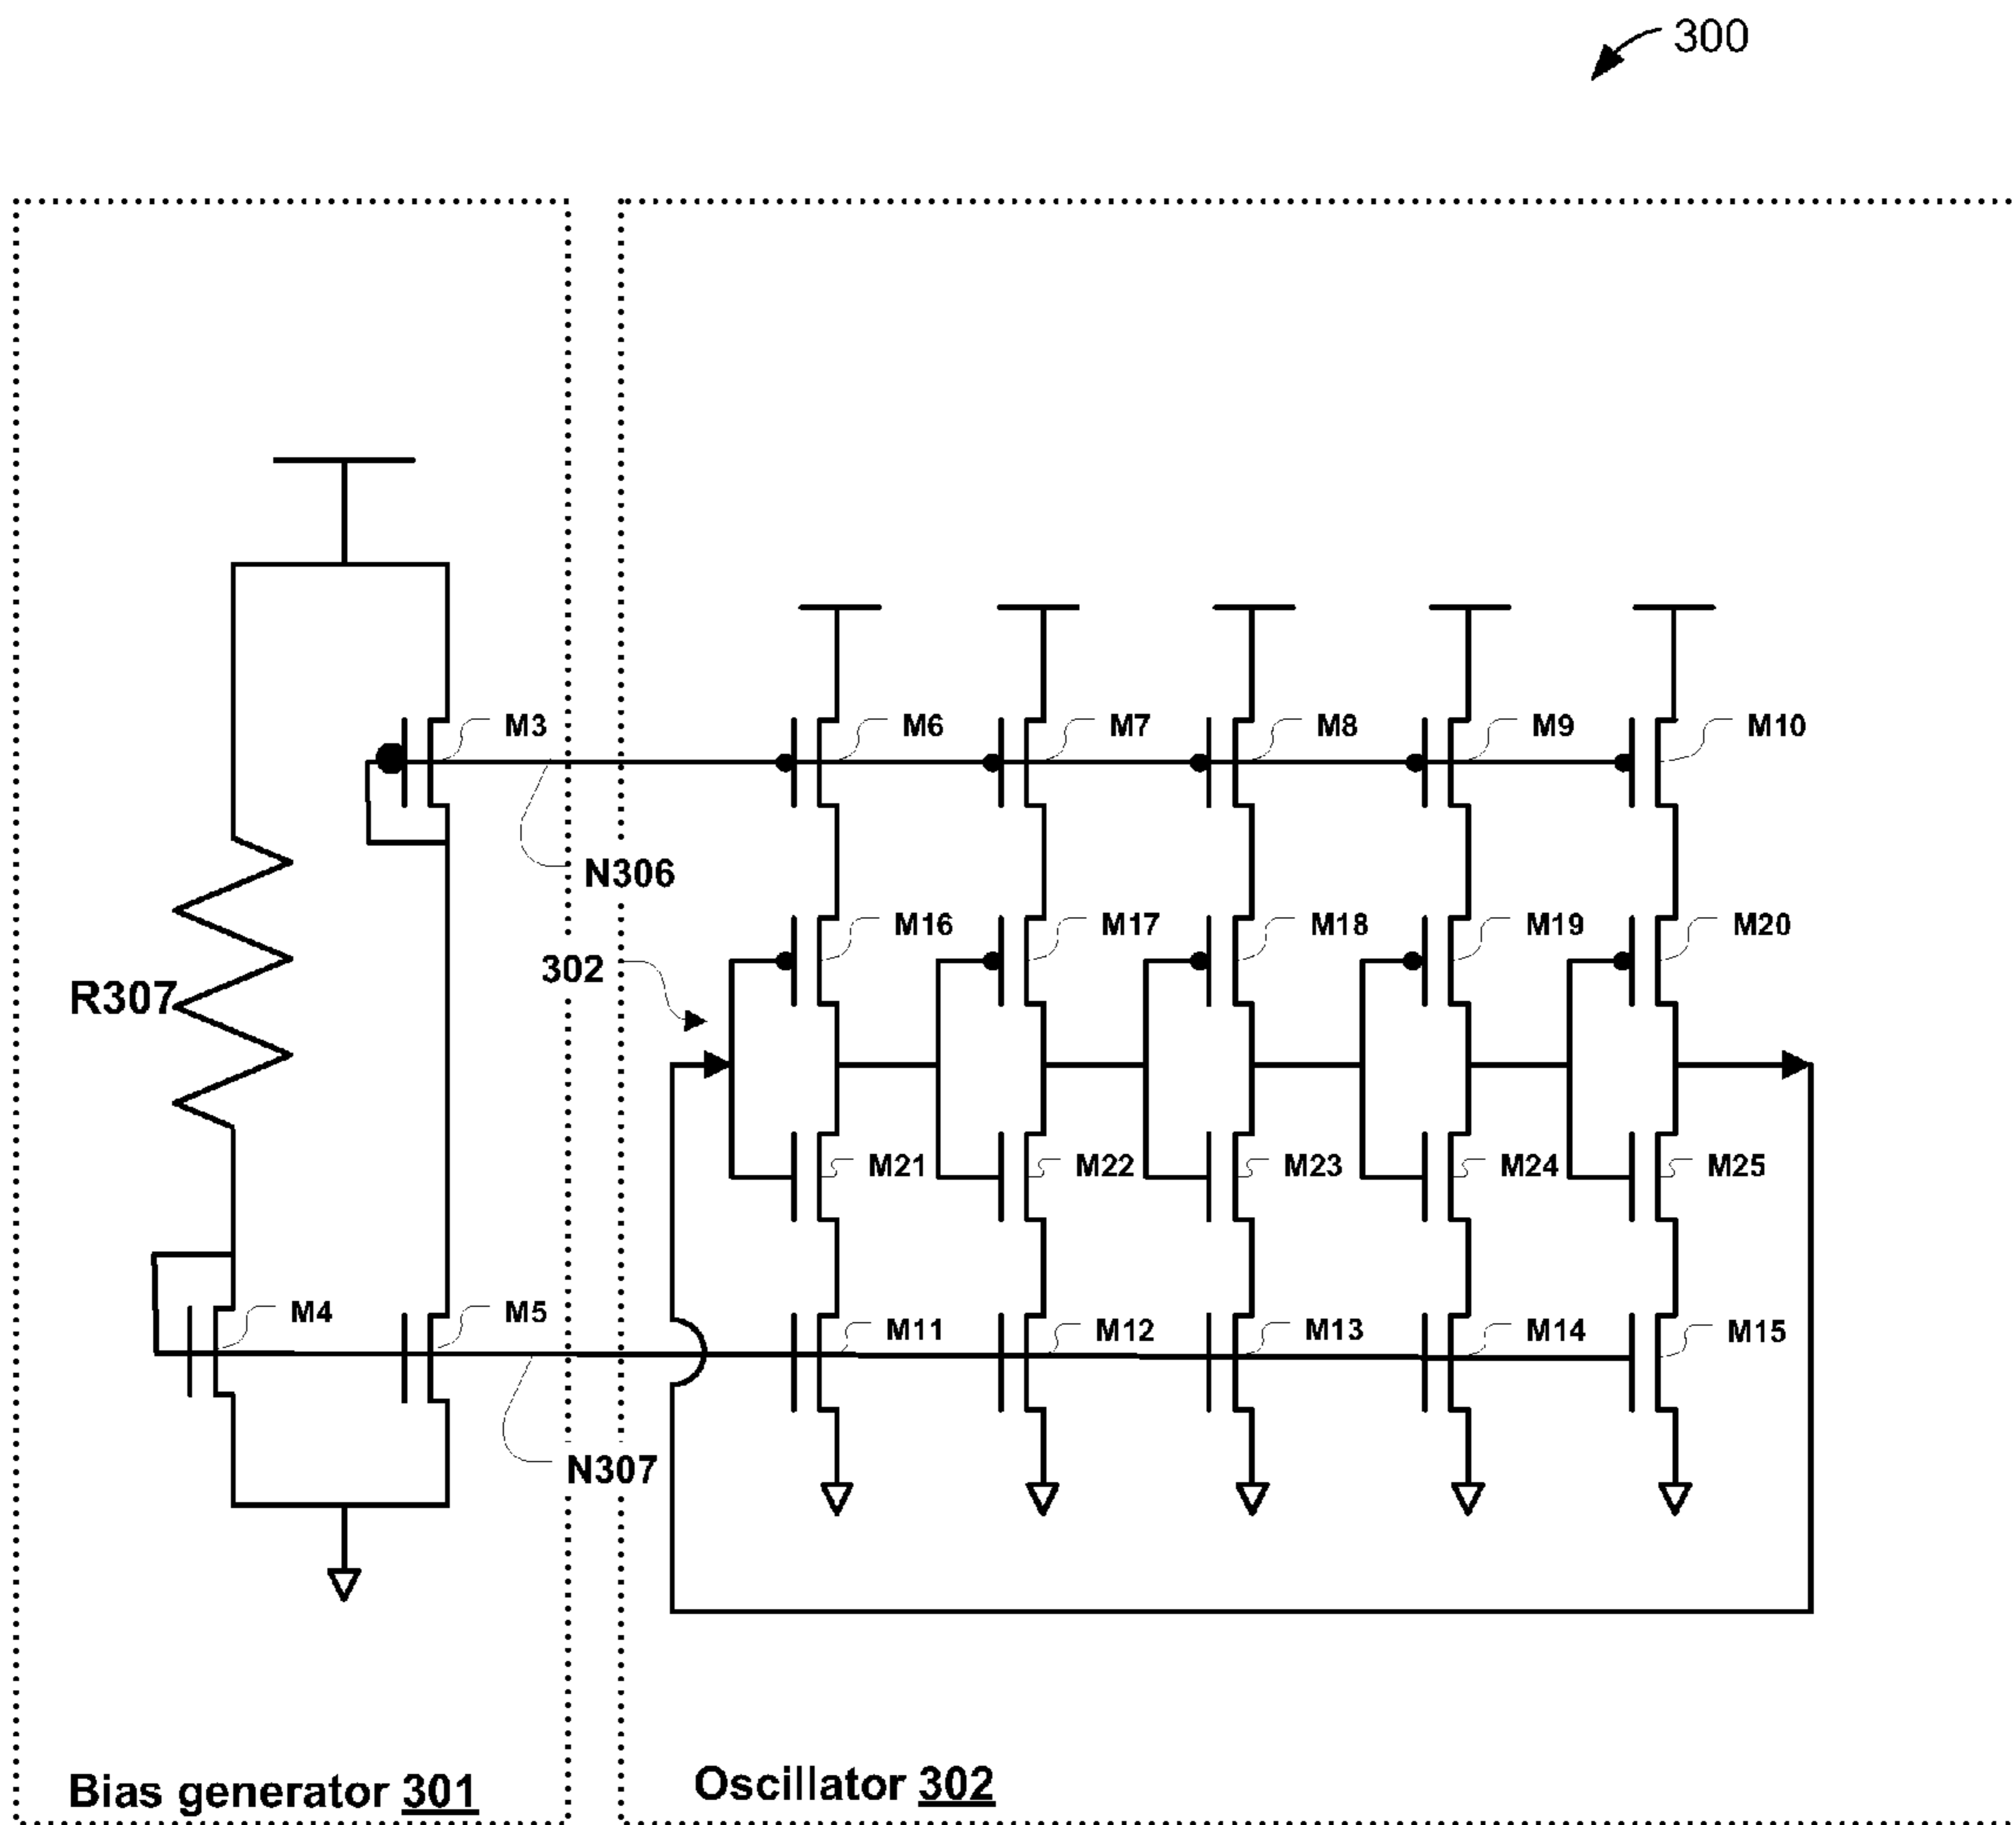 300
M3
M6
M7
M8
M9
M10
N306
M16
M17
M18
M19
M20
302
R307
M21
M22
M23
M24
M25
M4
M5
M11
M12
M13
M14
M15
N307
Bias generator 301
Oscillator 302